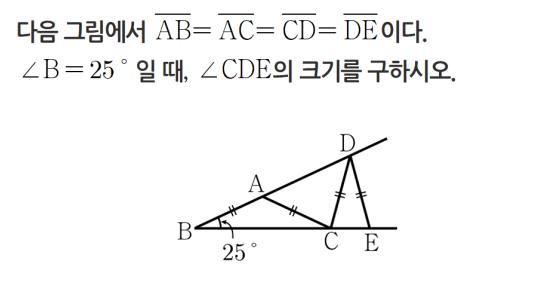 다음 그림에서 AB= AC= CD= DE이다.
∠B=25°일 때, ∠CDE의 크기를 구하시오.
D
A
B
25°
C
E